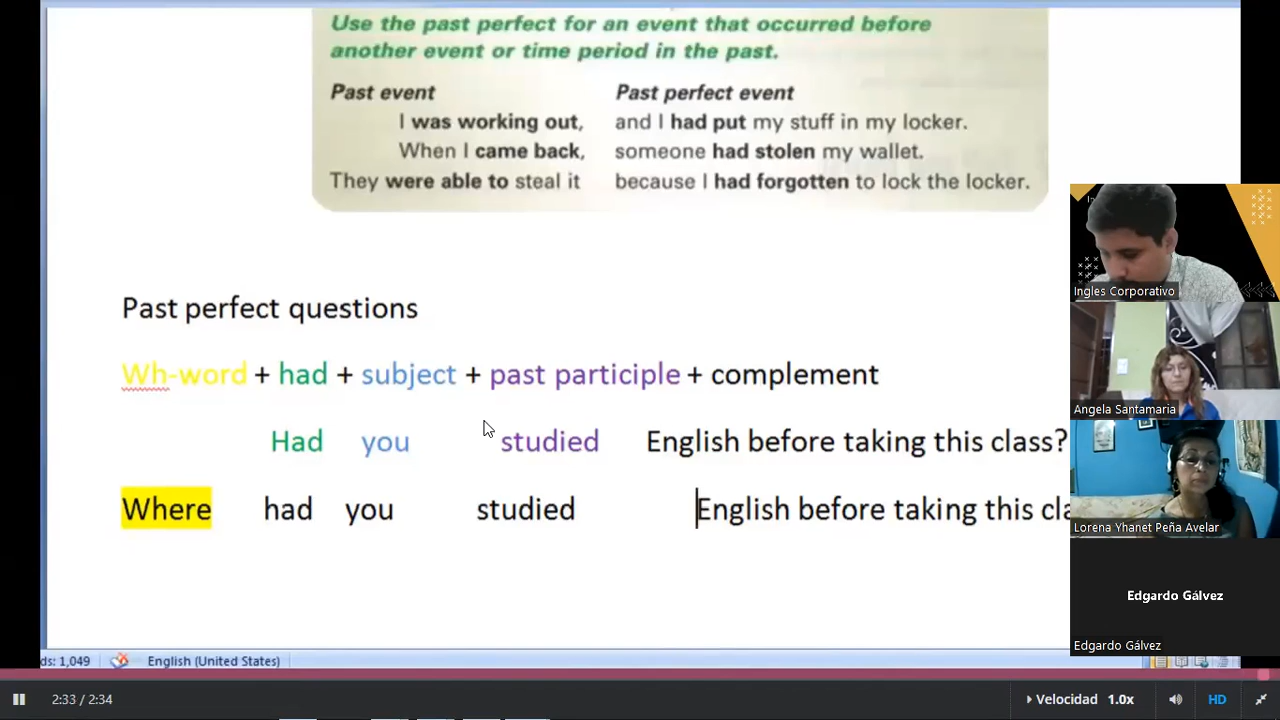 Use the past perfect for an event that occurred before
another event or time period in the past.
Past event Past perfect event
I was working out, and I had put my stuff in my locker.
When I came back, someone had stolen my wallet.
They were able to steal it because I had forgotten to lock the locker.
Past perfect questions
Wh-word + had + subject + past participle + complement
Had you studied English before taking this class?
Where had you studied English before taking this cla
Ingles Corporativo
Angela Santamaria
Lorena Yhanet Peña Avelar
Edgardo Gálvez
Edgardo Gálvez
ds: 1,049 English (United States)
2:33 / 2:34 Velocidad 1.0x HD